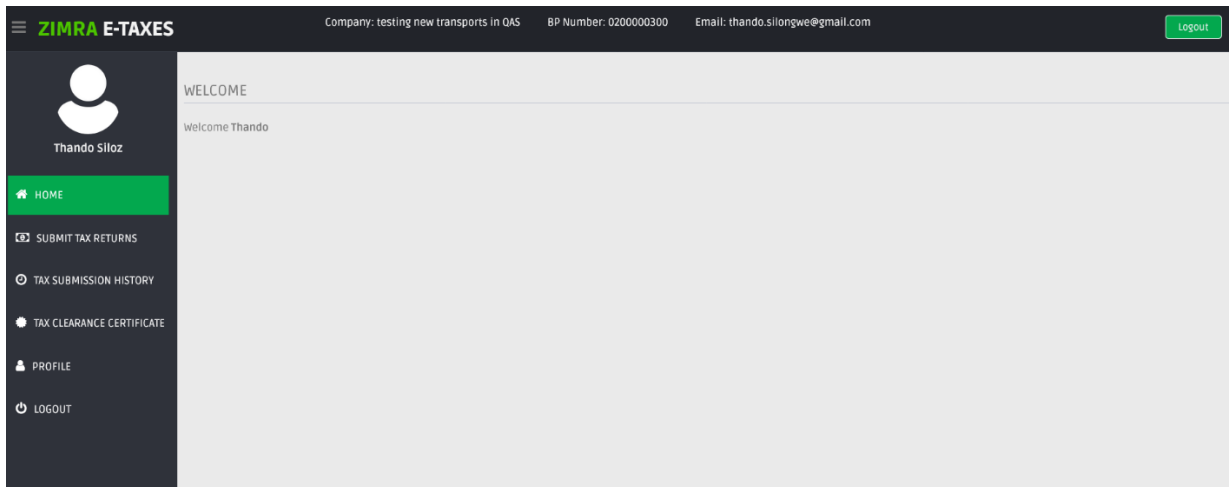 ZIMRA E-TAXES
Company: testing new transports in QAS BP Number: 0200000300 Email: thando.silongwe@gmail.com
Logout
Thando Siloz
HOME
SUBMIT TAX RETURNS
TAX SUBMISSION HISTORY
TAX CLEARANCE CERTIFICATE
PROFILE
LOGOUT
WELCOME
Welcome Thando